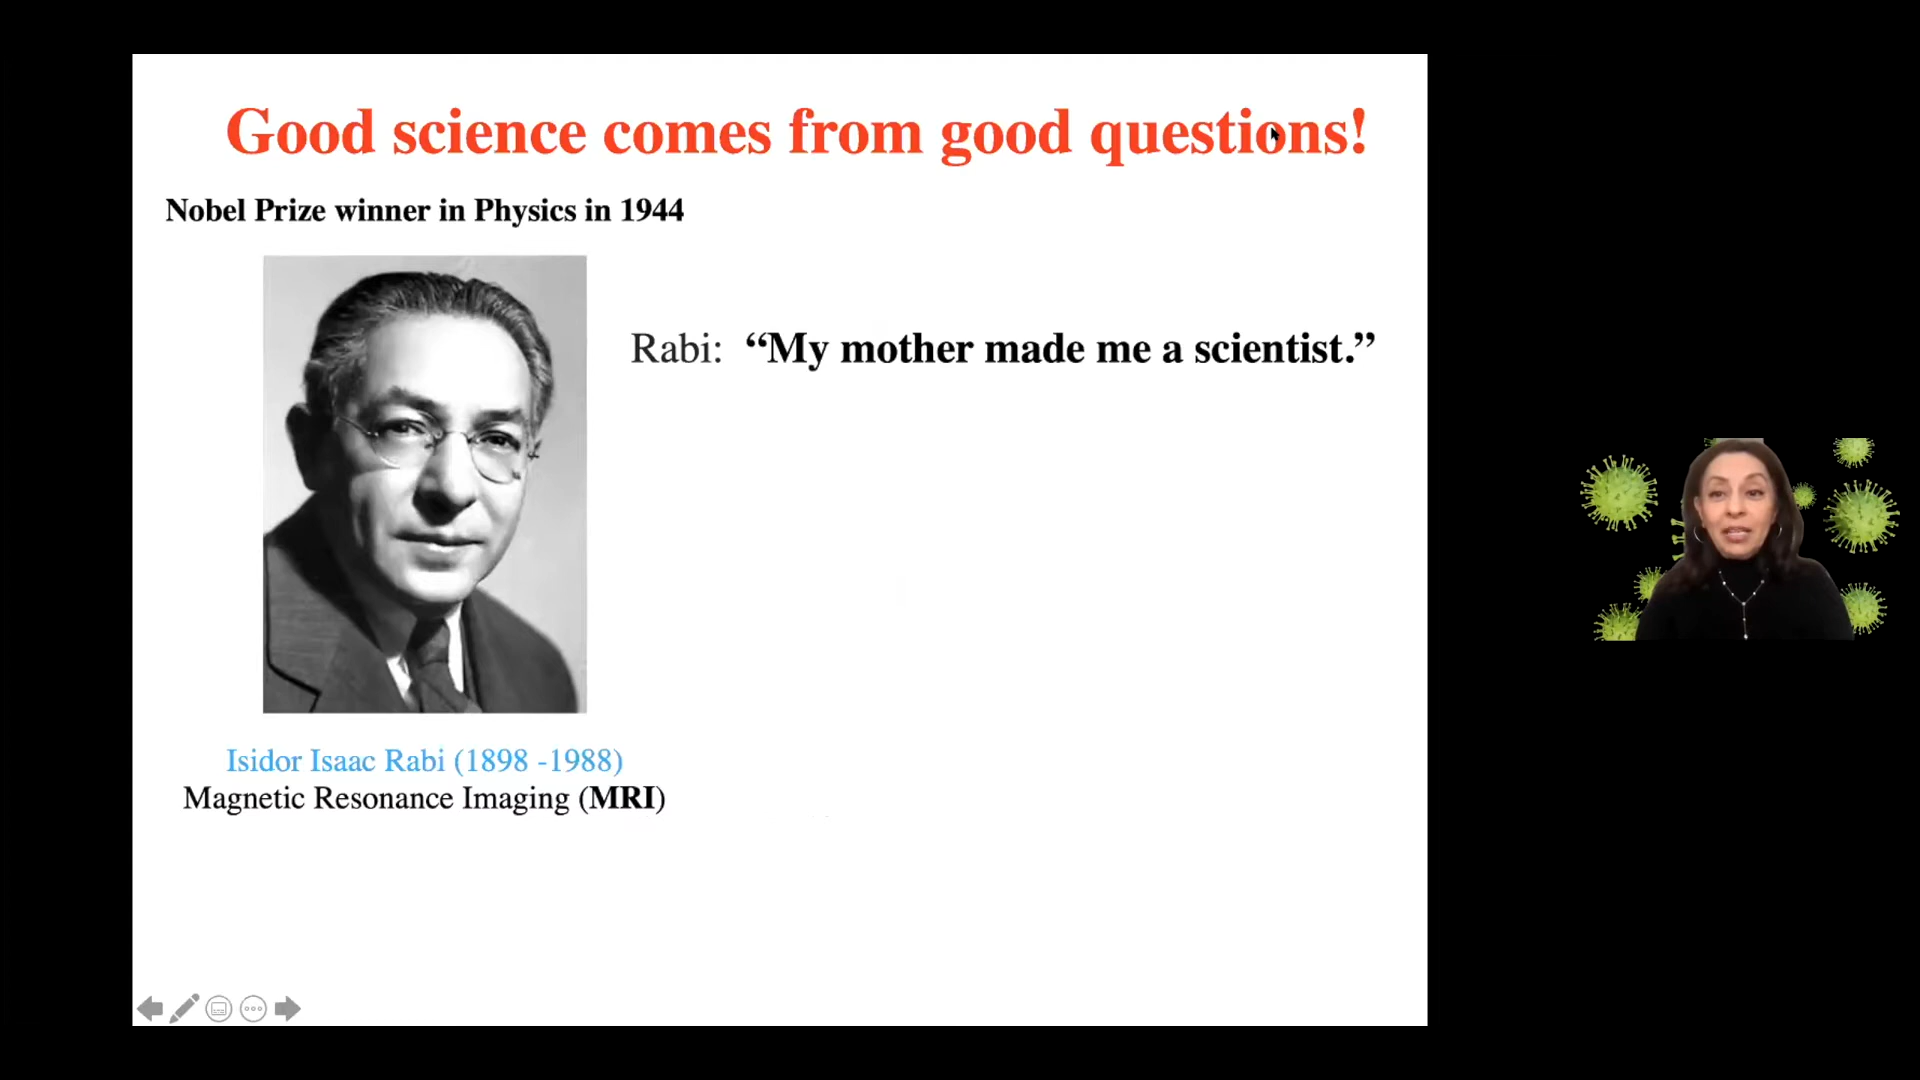 Good science comes from good questions!
Nobel Prize winner in Physics in 1944
Rabi: “My mother made me a scientist.”
Isidor Isaac Rabi (1898 -1988)
Magnetic Resonance Imaging (MRI)